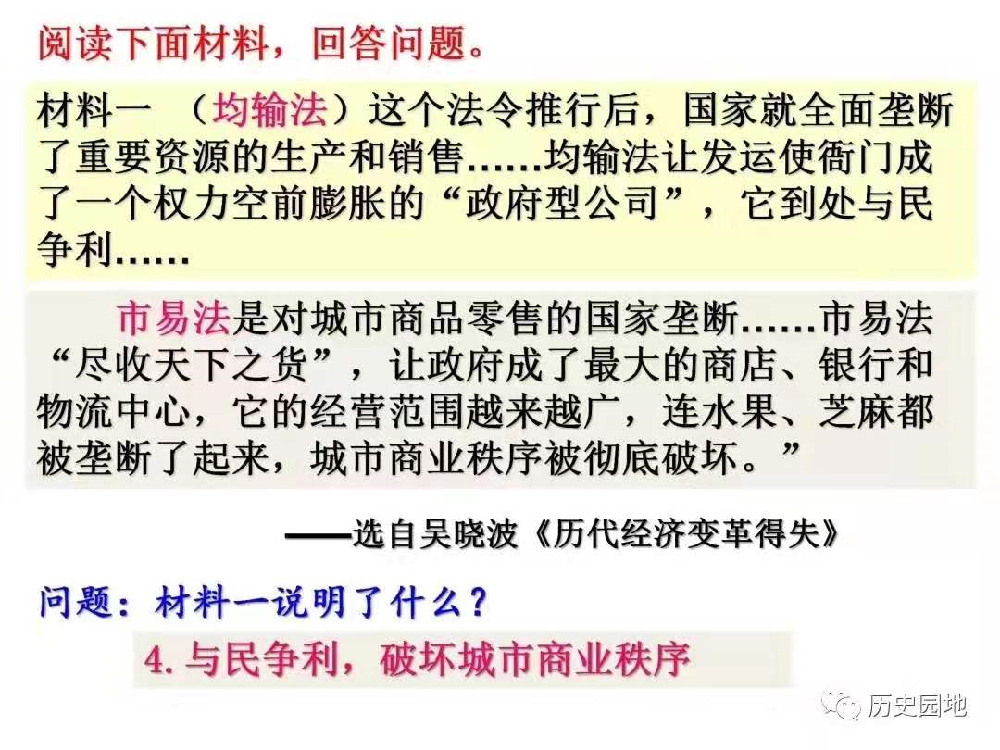 阅读下面材料，回答问题。
材料一 （均输法）这个法令推行后，国家就全面垄断
了重要资源的生产和销售……均输法让发运使衙门成
了一个权力空前膨胀的“政府型公司”，它到处与民
争利……
市易法是对城市商品零售的国家垄断……市易法
“尽收天下之货”，让政府成了最大的商店、银行和
物流中心，它的经营范围越来越广，连水果、芝麻都
被垄断了起来，城市商业秩序被彻底破坏。”
——选自吴晓波《历代经济变革得失》
问题：材料一说明了什么？
4.与民争利，破坏城市商业秩序
历史园地